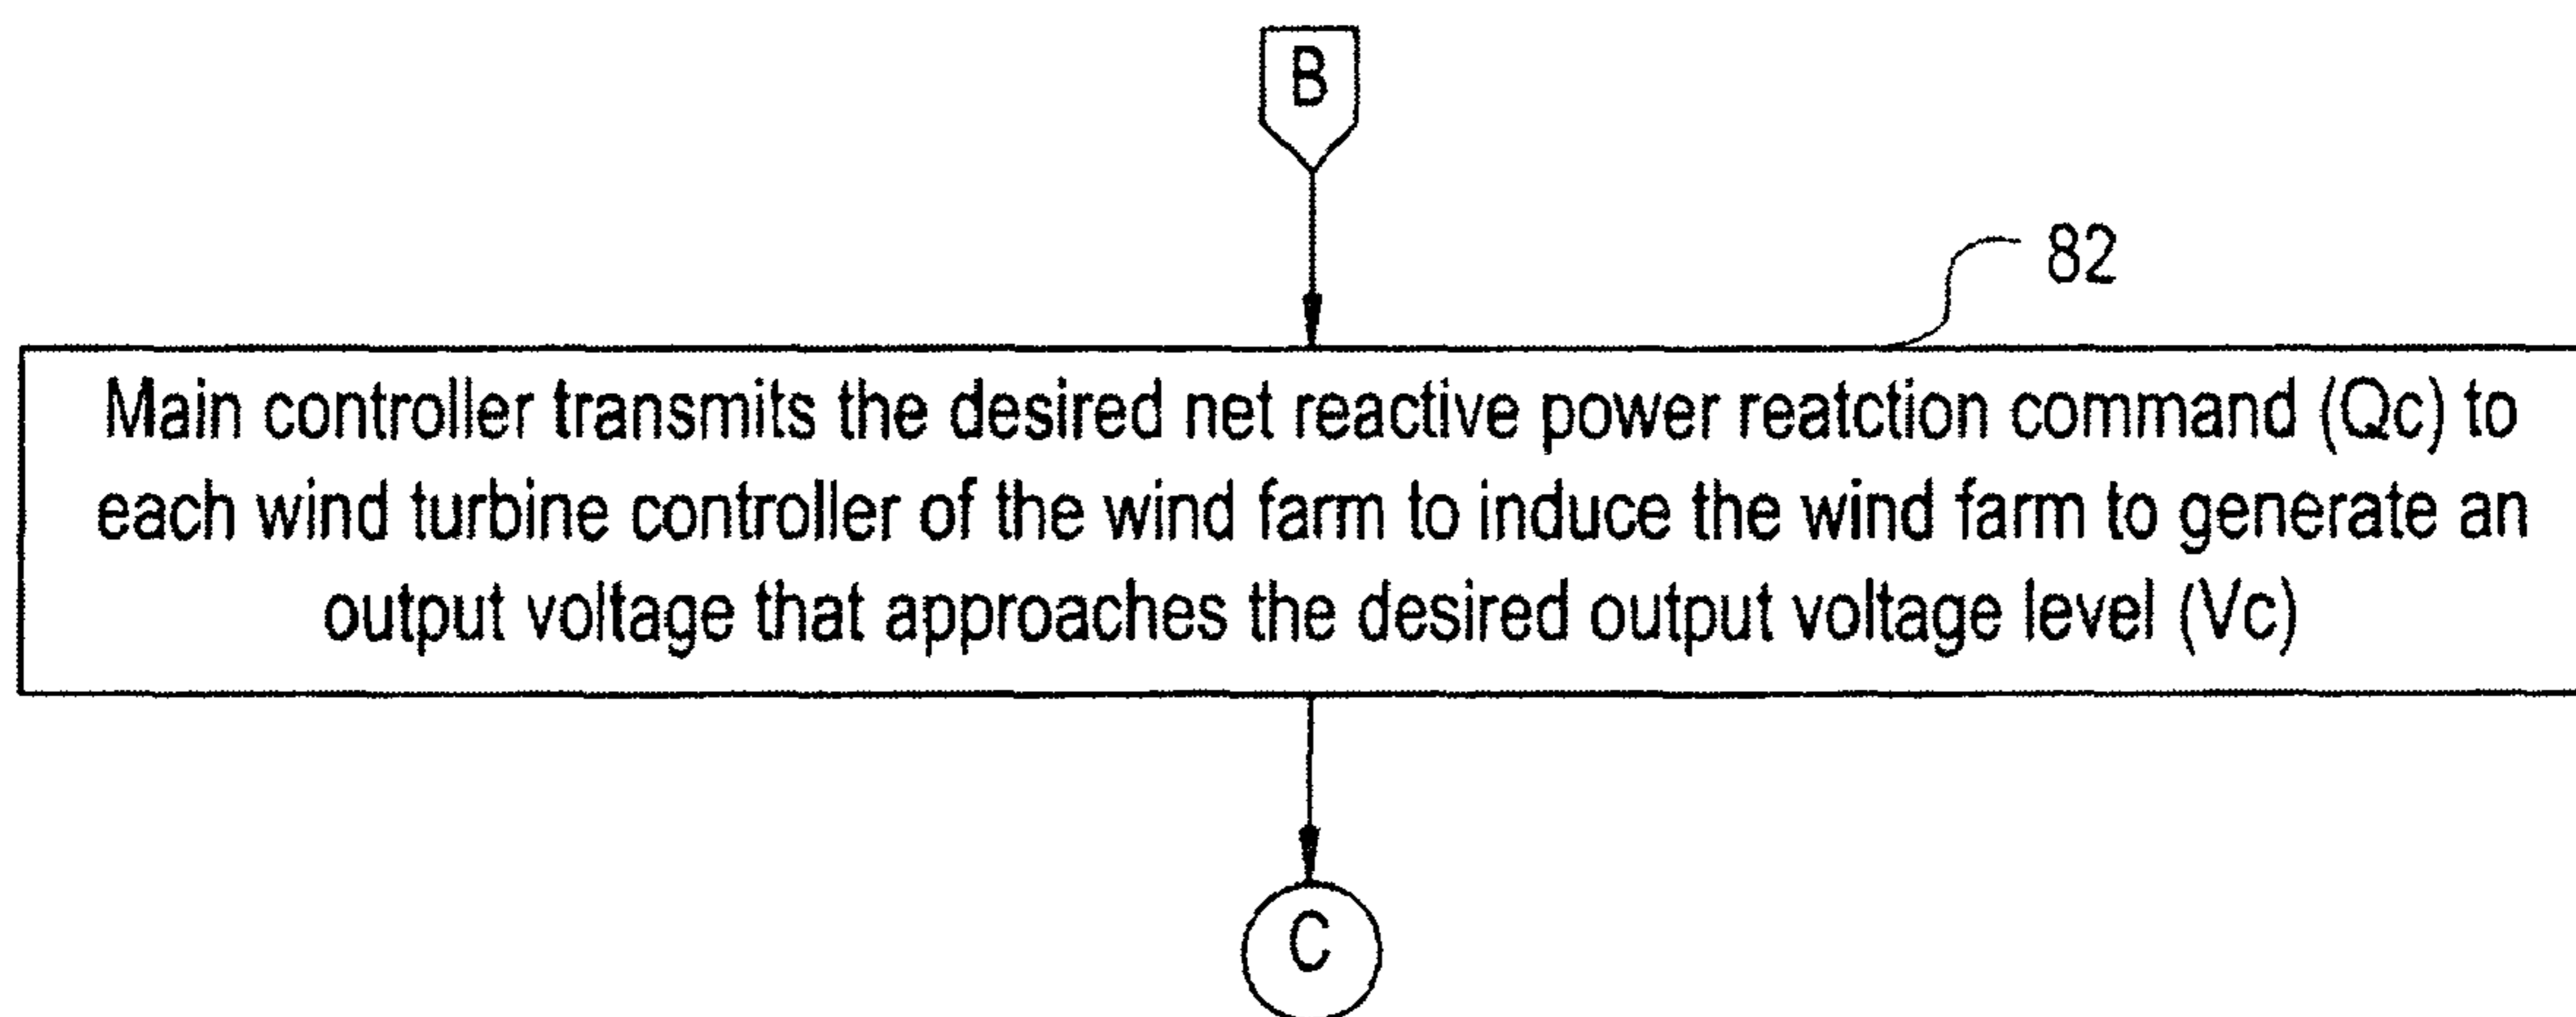 B
82
Main controller transmits the desired net reactive power reatction command (Qc) to
each wind turbine controller of the wind farm to induce the wind farm to generate an
output voltage that approaches the desired output voltage level (Vc)
C